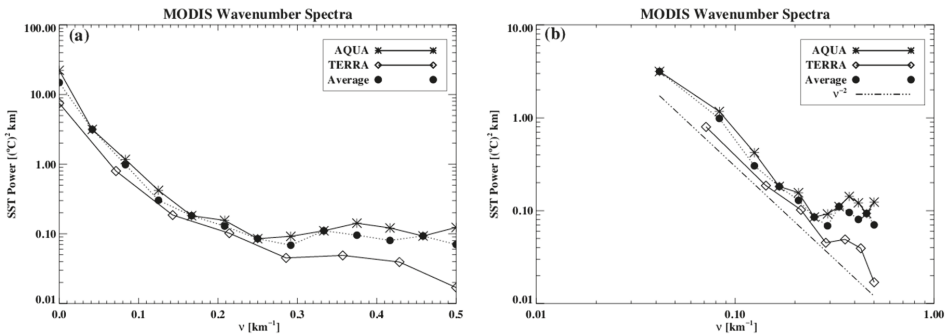 MODIS Wavenumber Spectra
(a)
AQUA
TERRA
Average
100.00
10.00
1.00
0.10
0.01
SST Power [(°C)² km]
0.0 0.1 0.2 0.3 0.4 0.5
ν [km⁻¹]
MODIS Wavenumber Spectra
(b)
AQUA
TERRA
Average
ν⁻²
10.00
1.00
0.10
0.01
SST Power [(°C)² km]
0.01 0.10 1.00
ν [km⁻¹]